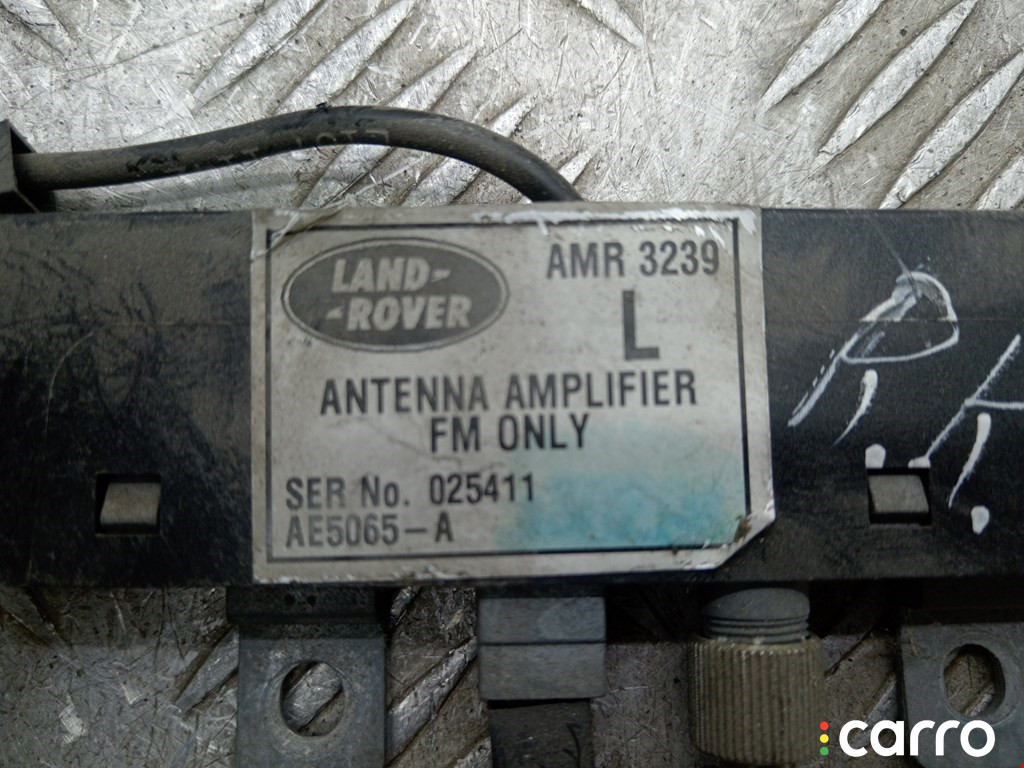 LAND-
-ROVER
AMR 3239
L
ANTENNA AMPLIFIER
FM ONLY
SER No. 025411
AE5065-A
carro